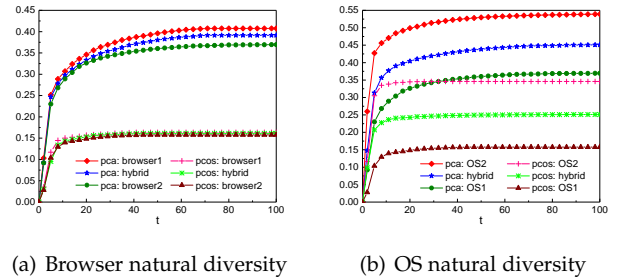 (a)
(b)
0.45
0.40
0.35
0.30
0.25
0.20
0.15
0.10
0.05
0.00
pca: browser1
pcos: browser1
pca: hybrid
pcos: hybrid
pca: browser2
pcos: browser2
0 20 40 60 80 100
t
0.55
0.50
0.45
0.40
0.35
0.30
0.25
0.20
0.15
0.10
0.05
0.00
pca: OS2
pcos: OS2
pca: hybrid
pcos: hybrid
pca: OS1
pcos: OS1
0 20 40 60 80 100
t
(a) Browser natural diversity
(b) OS natural diversity